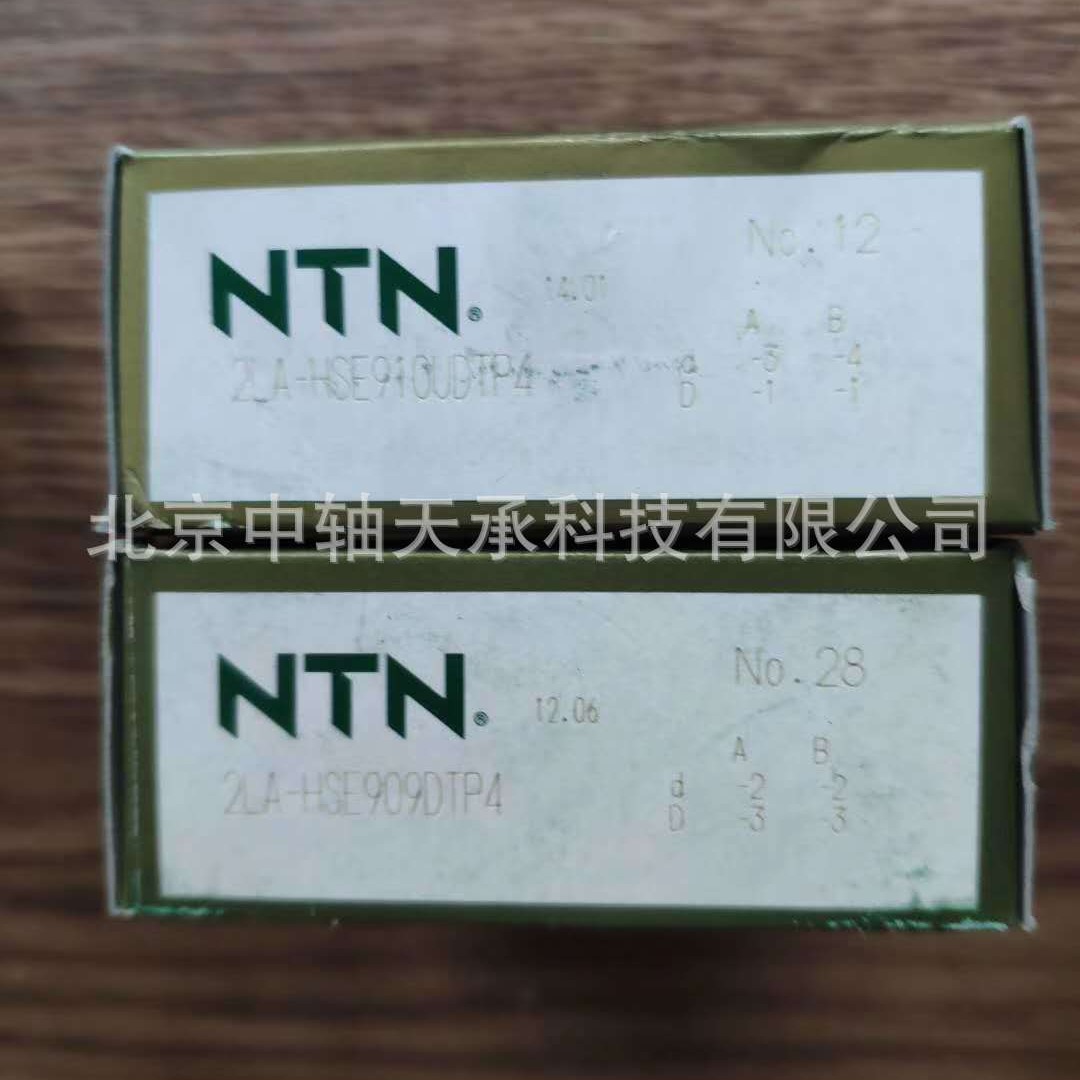 No. 12
NTN®
14.01
A B
2LA-HSE910UDTP4
d -3 -4
D -1 -1
北京中轴天承科技有限公司
No. 28
NTN®
12.06
A B
2LA-HSE909DTP4
d -2 -2
D -3 -3